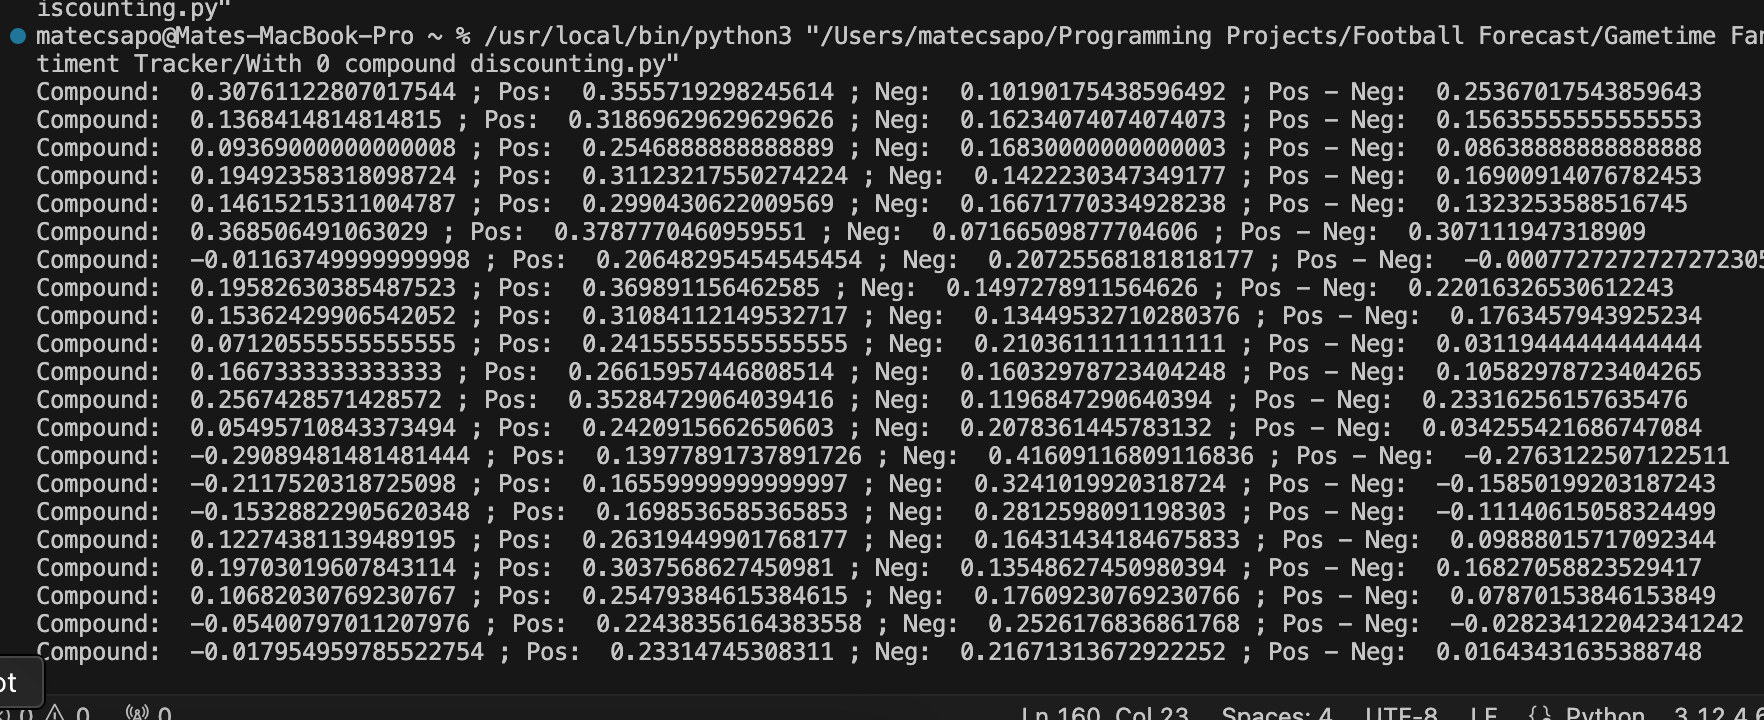 iscounting.py"
matecsapo@Mates-MacBook-Pro ~ % /usr/local/bin/python3 "/Users/matecsapo/Programming Projects/Football Forecast/Gametime Fan
timent Tracker/With 0 compound discounting.py"
Compound:  0.30761122807017544 ; Pos:  0.3555719298245614 ; Neg:  0.10190175438596492 ; Pos - Neg:  0.25367017543859643
Compound:  0.1368414814814815 ; Pos:  0.31869629629629626 ; Neg:  0.16234074074074073 ; Pos - Neg:  0.15635555555555553
Compound:  0.09369000000000008 ; Pos:  0.2546888888888889 ; Neg:  0.16830000000000003 ; Pos - Neg:  0.08638888888888888
Compound:  0.19492358318098724 ; Pos:  0.31123217550274224 ; Neg:  0.1422230347349177 ; Pos - Neg:  0.16900914076782453
Compound:  0.14615215311004787 ; Pos:  0.2990430622009569 ; Neg:  0.16671770334928238 ; Pos - Neg:  0.1323253588516745
Compound:  0.368506491063029 ; Pos:  0.3787770460959551 ; Neg:  0.07166509877704606 ; Pos - Neg:  0.307111947318909
Compound:  -0.01163749999999998 ; Pos:  0.20648295454545454 ; Neg:  0.20725568181818177 ; Pos - Neg:  -0.0007727272727272305
Compound:  0.19582630385487523 ; Pos:  0.369891156462585 ; Neg:  0.1497278911564626 ; Pos - Neg:  0.22016326530612243
Compound:  0.15362429906542052 ; Pos:  0.31084112149532717 ; Neg:  0.13449532710280376 ; Pos - Neg:  0.1763457943925234
Compound:  0.07120555555555555 ; Pos:  0.24155555555555555 ; Neg:  0.2103611111111111 ; Pos - Neg:  0.03119444444444444
Compound:  0.1667333333333333 ; Pos:  0.26615957446808514 ; Neg:  0.16032978723404248 ; Pos - Neg:  0.10582978723404265
Compound:  0.2567428571428572 ; Pos:  0.35284729064039416 ; Neg:  0.1196847290640394 ; Pos - Neg:  0.23316256157635476
Compound:  0.05495710843373494 ; Pos:  0.2420915662650603 ; Neg:  0.2078361445783132 ; Pos - Neg:  0.034255421686747084
Compound:  -0.29089481481481444 ; Pos:  0.13977891737891726 ; Neg:  0.41609116809116836 ; Pos - Neg:  -0.2763122507122511
Compound:  -0.2117520318725098 ; Pos:  0.16559999999999997 ; Neg:  0.3241019920318724 ; Pos - Neg:  -0.15850199203187243
Compound:  -0.15328822905620348 ; Pos:  0.1698536585365853 ; Neg:  0.2812598091198303 ; Pos - Neg:  -0.11140615058324499
Compound:  0.12274381139489195 ; Pos:  0.26319449901768177 ; Neg:  0.16431434184675833 ; Pos - Neg:  0.09888015717092344
Compound:  0.19703019607843114 ; Pos:  0.3037568627450981 ; Neg:  0.13548627450980394 ; Pos - Neg:  0.16827058823529417
Compound:  0.10682030769230767 ; Pos:  0.25479384615384615 ; Neg:  0.17609230769230766 ; Pos - Neg:  0.07870153846153849
Compound:  -0.05400797011207976 ; Pos:  0.22438356164383558 ; Neg:  0.2526176836861768 ; Pos - Neg:  -0.028234122042341242
Compound:  -0.017954959785522754 ; Pos:  0.23314745308311 ; Neg:  0.21671313672922252 ; Pos - Neg:  0.01643431635388748
ot
0 0 0 Ln 160, Col 23 Spaces: 4 UTF-8 LF {} Python 3.12.4